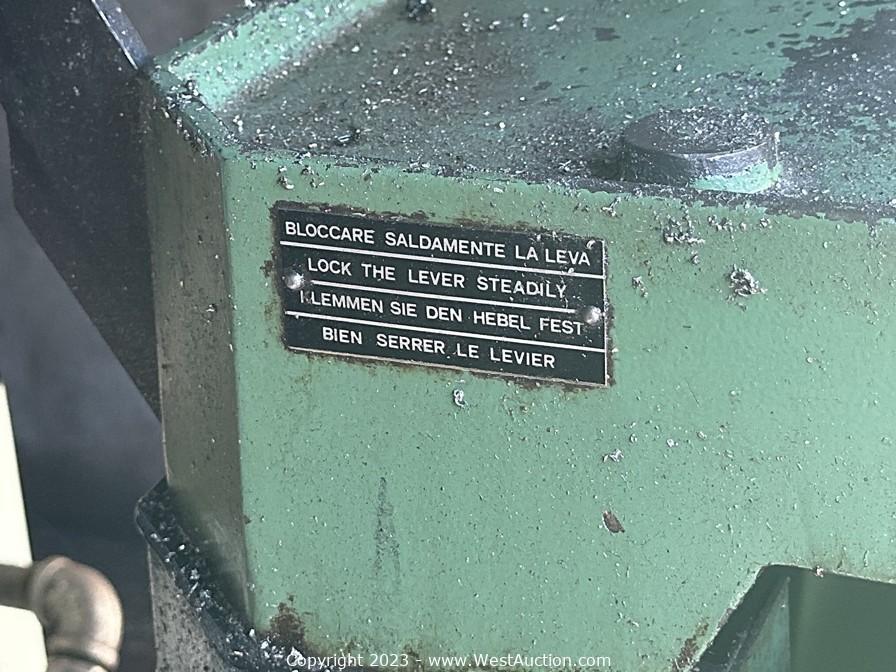 BLOCCARE SALDAMENTE LA LEVA
LOCK THE LEVER STEADILY
KLEMMEN SIE DEN HEBEL FEST
BIEN SERRER LE LEVIER
Copyright 2023 - www.WestAuction.com